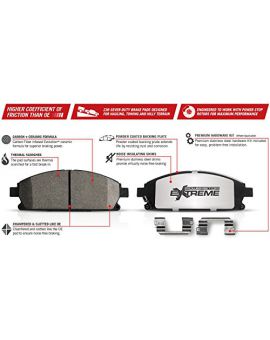 HIGHER COEFFICIENT OF
FRICTION THAN OE
Z36 SEVER DUTY BRAKE PADS DESIGNED
FOR HAULING, TOWING AND HILLY TERRAIN
ENGINEERED TO WORK WITH POWER STOP
ROTORS FOR MAXIMUM PERFORMANCE
CARBON + CERAMIC FORMULA
Carbon Fiber infused Evolution ceramic
formula for superior braking power.
THERMAL SCORCHED
The pad surfaces are thermal scorched
for a fast break-in.
POWDER COATED BACKING PLATE
Powder coated backing plate extends
life by resisting rust and corrosion.
NOISE INSULATING SHIMS
Premium stainless steel shims
provide virtually noise-free braking.
PREMIUM HARDWARE KIT
Premium stainless steel hardware kits included
for easy, problem free installation.
EXTREME
CHAMFERED & SLOTTED LIKE OE
Chamfered and slotted like the OE
pad to ensure noise-free braking.